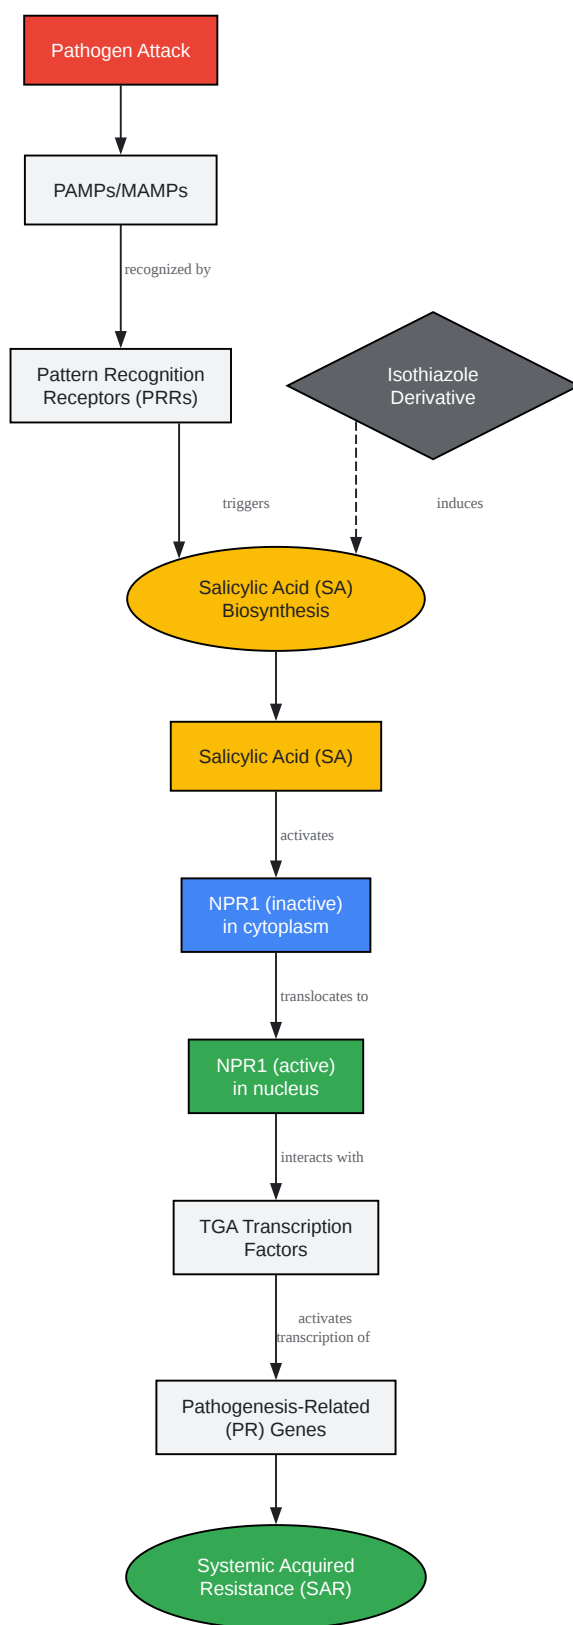 Pathogen Attack
PAMPs/MAMPs
recognized by
Pattern Recognition
Receptors (PRRs)
Isothiazole
Derivative
triggers
induces
Salicylic Acid (SA)
Biosynthesis
Salicylic Acid (SA)
activates
NPR1 (inactive)
in cytoplasm
translocates to
NPR1 (active)
in nucleus
interacts with
TGA Transcription
Factors
activates
transcription of
Pathogenesis-Related
(PR) Genes
Systemic Acquired
Resistance (SAR)